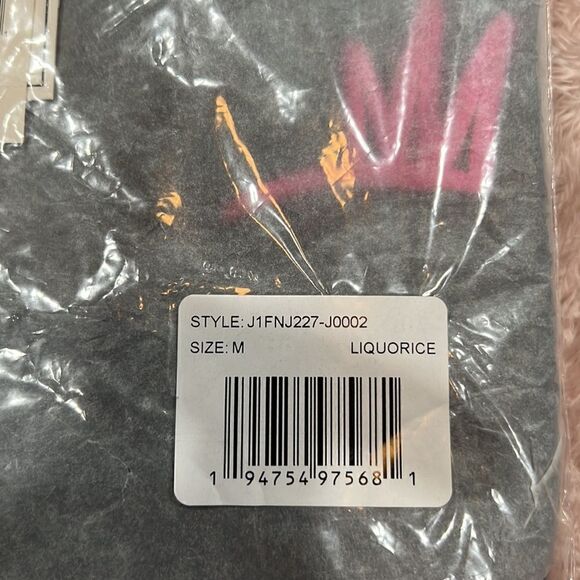 STYLE: J1FNJ227-J0002
SIZE: M LIQUORICE
1 94754 97568 1